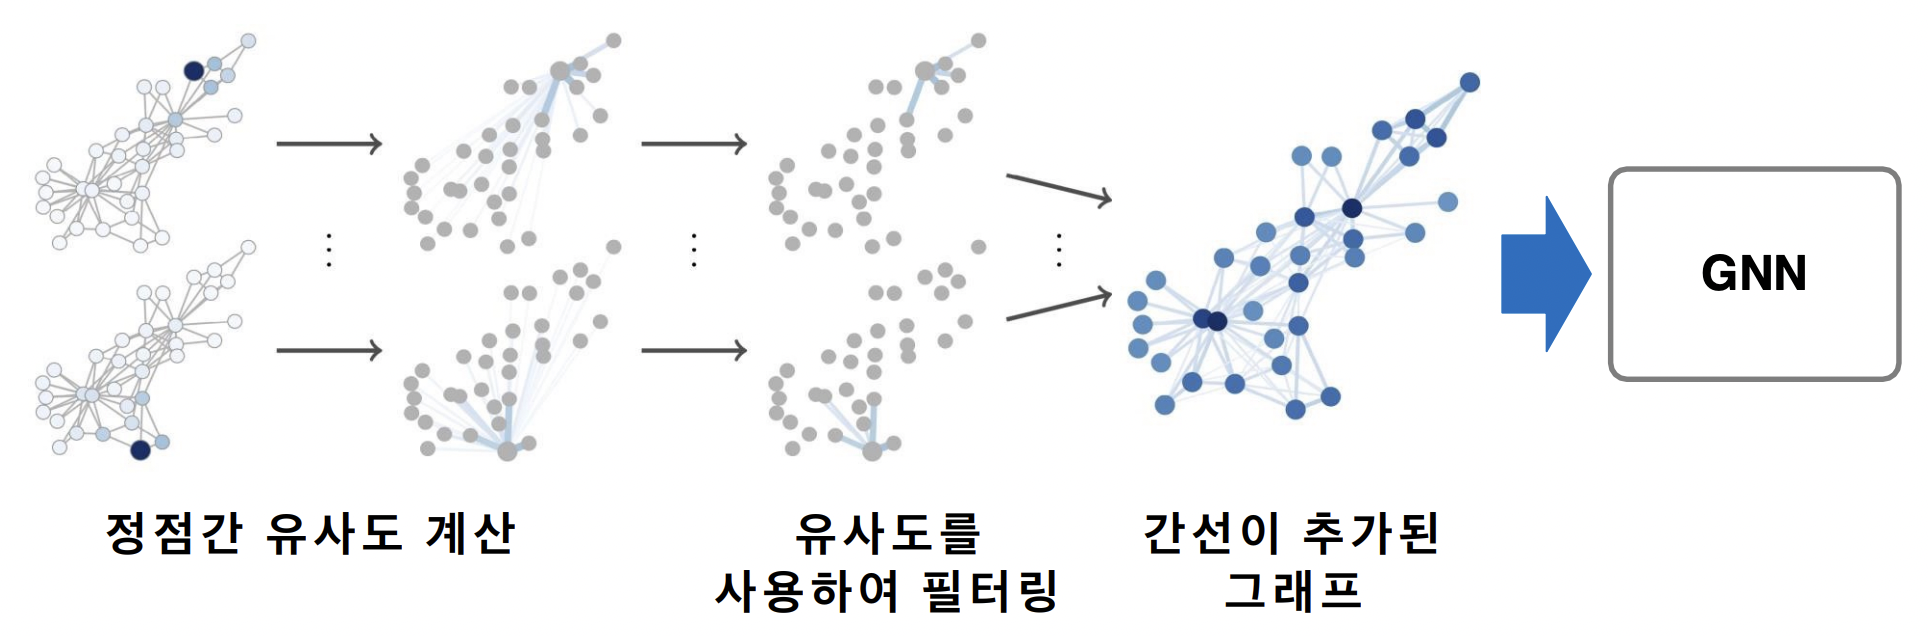 GNN
정점간 유사도 계산
유사도를
사용하여 필터링
간선이 추가된
그래프